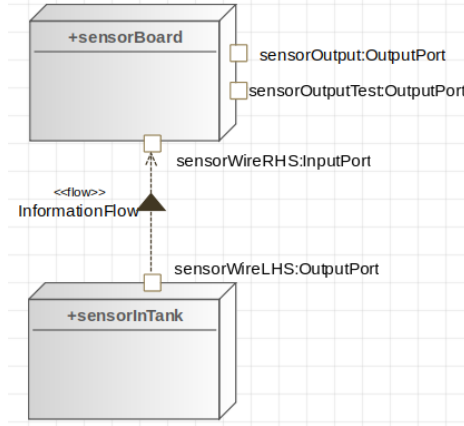 +sensorBoard
sensorOutput:OutputPort
sensorOutputTest:OutputPort
sensorWireRHS:InputPort
<<flow>>
InformationFlow
sensorWireLHS:OutputPort
+sensorInTank